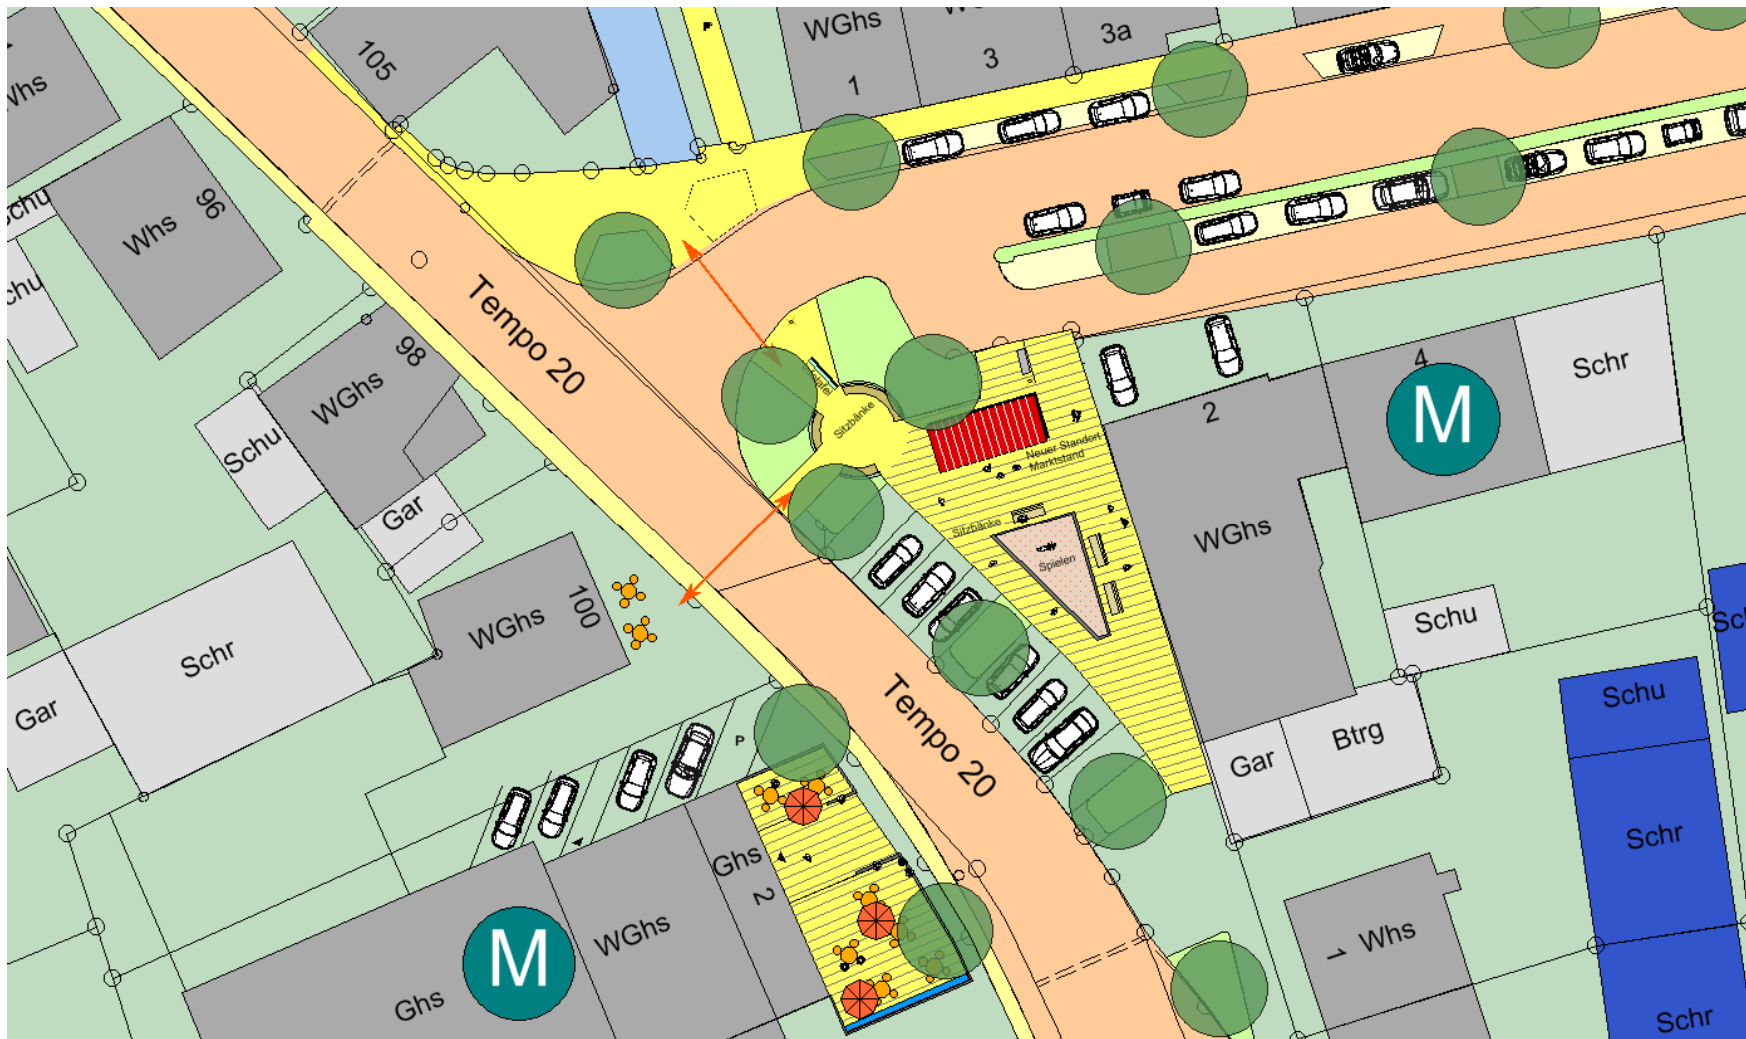 105
WGhs
1
3
3a
Whs
Schu
Whs
96
chu
Tempo 20
98
WGhs
Schu
Gar
4
Schr
M
2
Sitzbänke
Neuer Standort
Marktstand
WGhs
Sitzbänke
Spielen
100
WGhs
Schr
Gar
Schu
Schu
Tempo 20
P
Gar
Btrg
Schr
Ghs
2
WGhs
M
Ghs
1
Whs
Schr